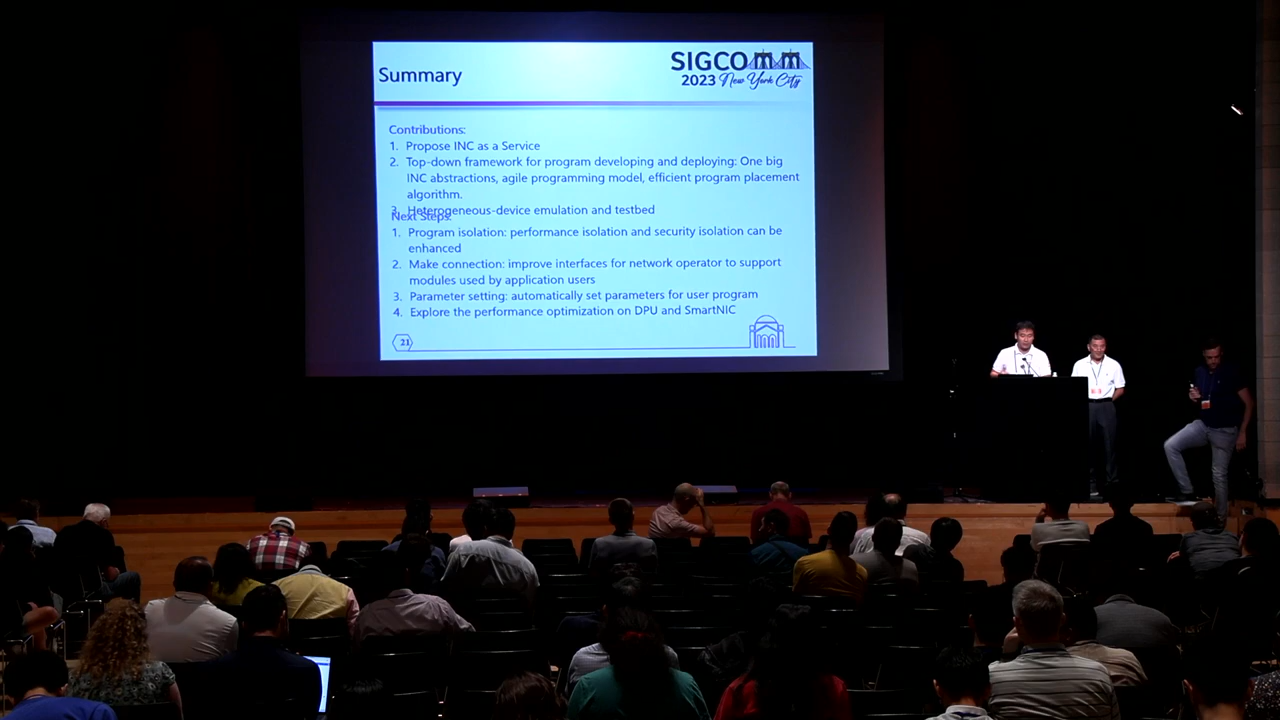 Summary
SIGCOMM
2023 New York City
Contributions:
1. Propose INC as a Service
2. Top-down framework for program developing and deploying: One big
INC abstractions, agile programming model, efficient program placement
algorithm.
3. Heterogeneous-device emulation and testbed
Next Steps:
1. Program isolation: performance isolation and security isolation can be
enhanced
2. Make connection: improve interfaces for network operator to support
modules used by application users
3. Parameter setting: automatically set parameters for user program
4. Explore the performance optimization on DPU and SmartNIC
21